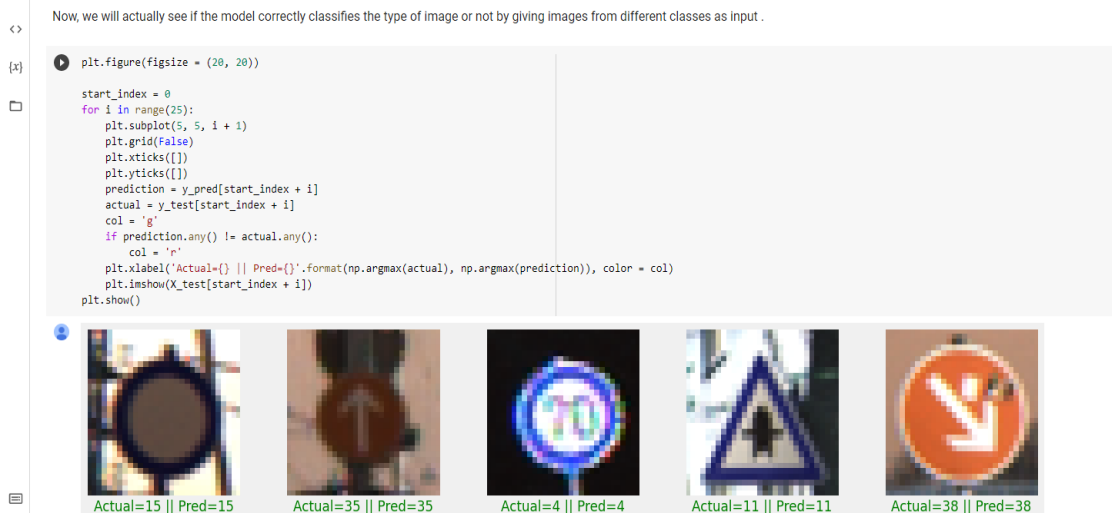 Now, we will actually see if the model correctly classifies the type of image or not by giving images from different classes as input .
<>
{x}
plt.figure(figsize = (20, 20))
start_index = 0
for i in range(25):
    plt.subplot(5, 5, i + 1)
    plt.grid(False)
    plt.xticks([])
    plt.yticks([])
    prediction = y_pred[start_index + i]
    actual = y_test[start_index + i]
    col = 'g'
    if prediction.any() != actual.any():
        col = 'r'
    plt.xlabel('Actual={} || Pred={}'.format(np.argmax(actual), np.argmax(prediction)), color = col)
    plt.imshow(X_test[start_index + i])
plt.show()
70
Actual=15 || Pred=15 Actual=35 || Pred=35 Actual=4 || Pred=4 Actual=11 || Pred=11 Actual=38 || Pred=38